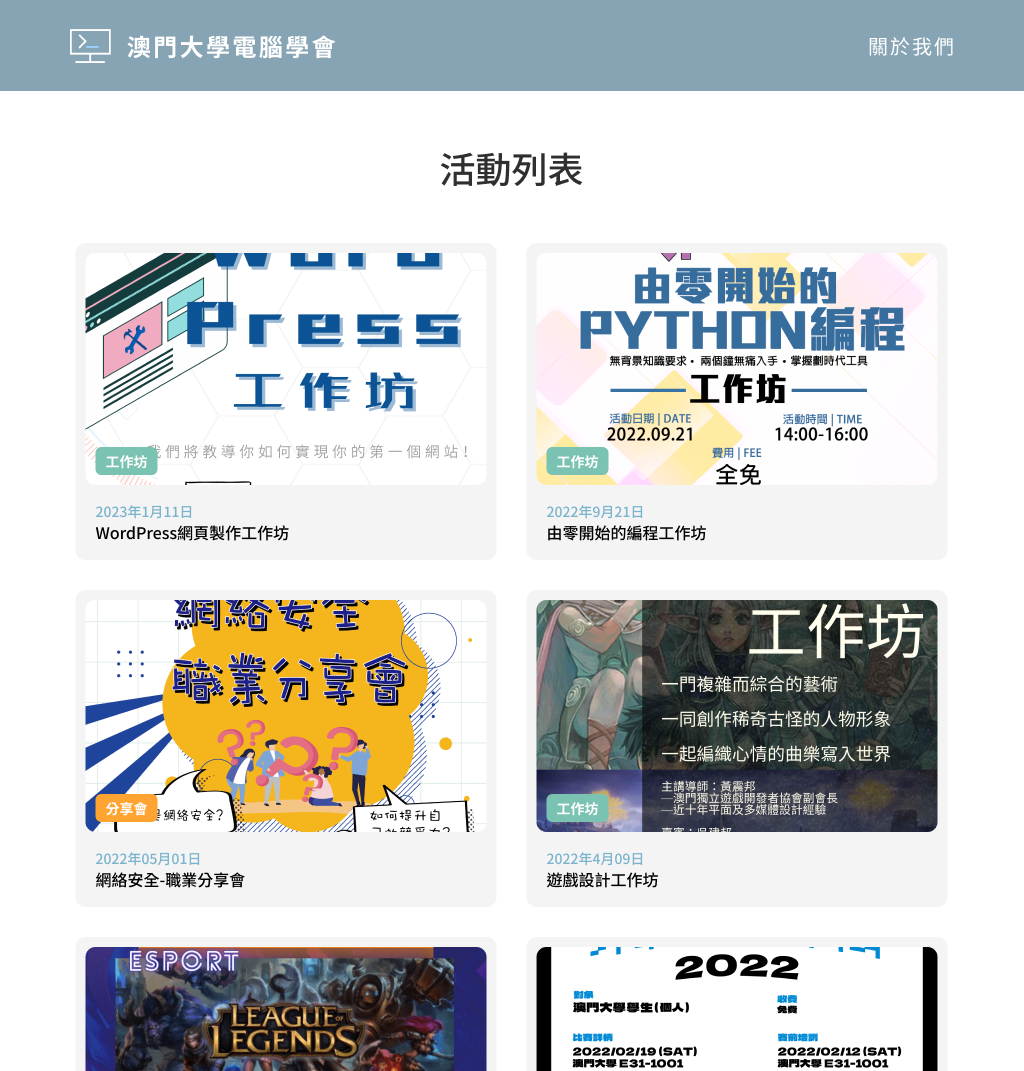 澳門大學電腦學會
關於我們
活動列表
Word
Press
工作坊
我們將教導你如何實現你的第一個網站!
工作坊
2023年1月11日
WordPress網頁製作工作坊
由零開始的
PYTHON編程
無背景知識要求 • 兩個鐘無痛入手 • 掌握劃時代工具
工作坊
活動日期 | DATE
2022.09.21
活動時間 | TIME
14:00-16:00
費用 | FEE
全免
工作坊
2022年9月21日
由零開始的編程工作坊
網絡安全
職業分享會
網絡安全?
如何提升自
分享會
2022年05月01日
網絡安全-職業分享會
工作坊
一門複雜而綜合的藝術
一同創作稀奇古怪的人物形象
一起編織心情的曲樂寫入世界
主講導師：黃震邦
—澳門獨立遊戲開發者協會副會長
—近十年平面及多媒體設計經驗
工作坊
2022年4月09日
遊戲設計工作坊
ESPORT
LEAGUE OF
LEGENDS
2022
對象
澳門大學學生(個人)
收費
免費
比賽詳情
2022/02/19 (SAT)
澳門大學 E31-1001
賽前培訓
2022/02/12 (SAT)
澳門大學 E31-1001